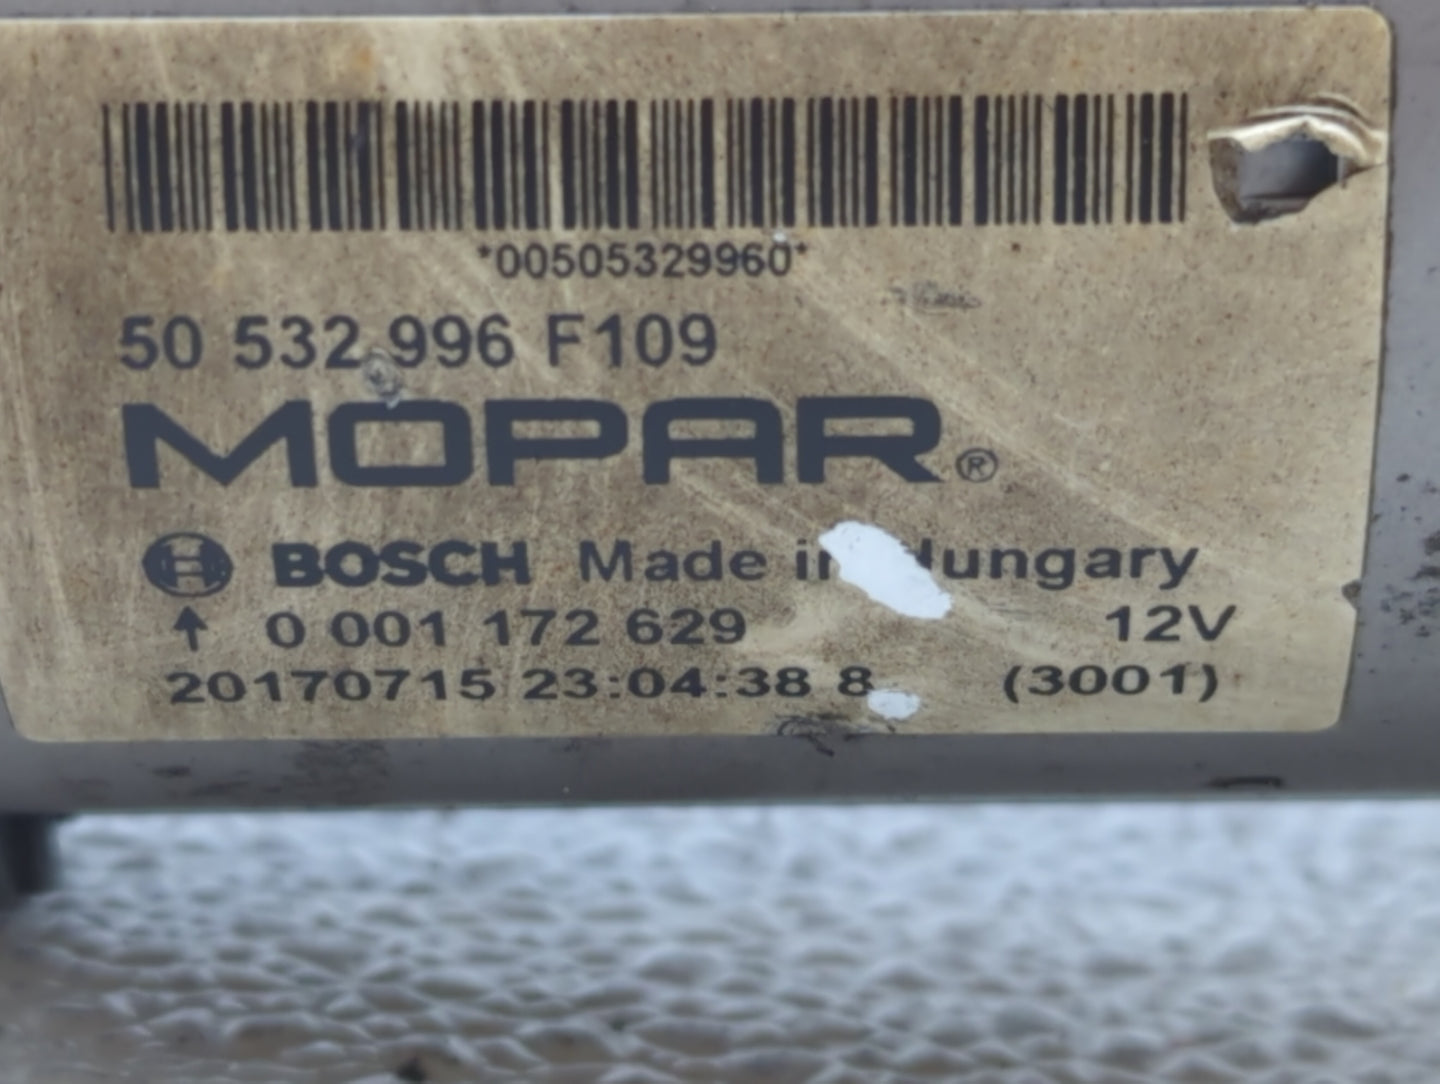 *00505329960*
50 532 996 F109
MOPAR®
BOSCH Made in Hungary
0 001 172 629 12V
20170715 23:04:38 8 (3001)